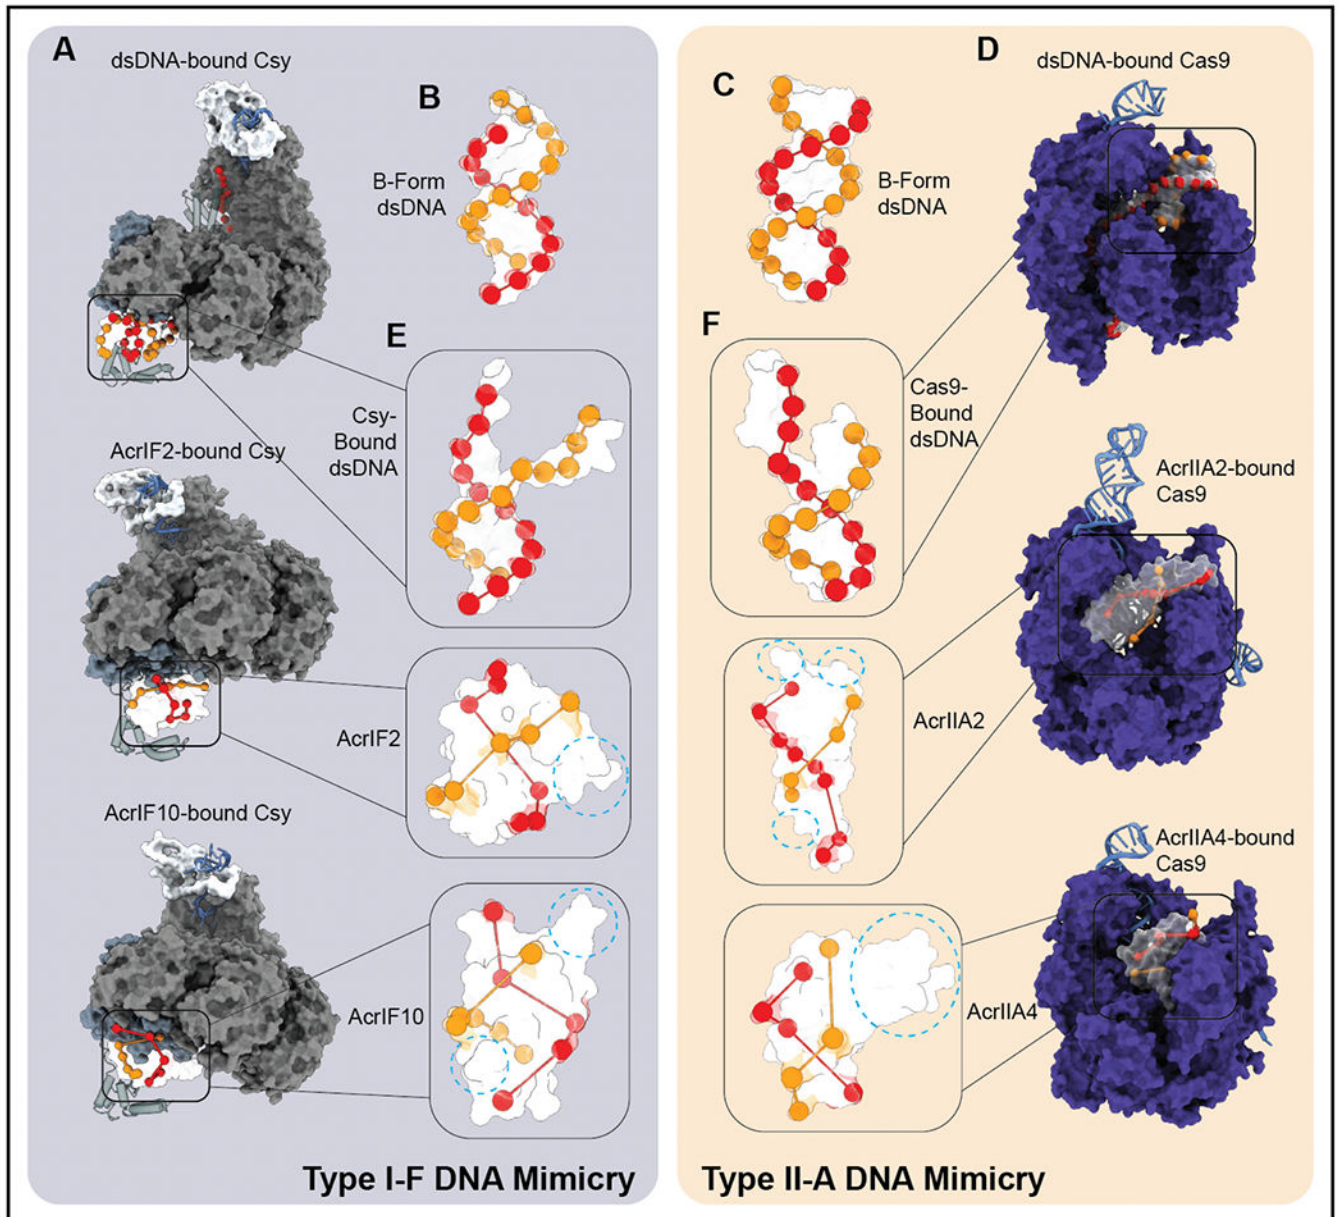 A
dsDNA-bound Csy
B
B-Form
dsDNA
C
B-Form
dsDNA
D
dsDNA-bound Cas9
E
Csy-
Bound
dsDNA
F
Cas9-
Bound
dsDNA
AcrIF2-bound Csy
AcrIF2
AcrIIA2
AcrIIA2-bound
Cas9
AcrIF10-bound Csy
AcrIF10
AcrIIA4
AcrIIA4-bound
Cas9
Type I-F DNA Mimicry
Type II-A DNA Mimicry